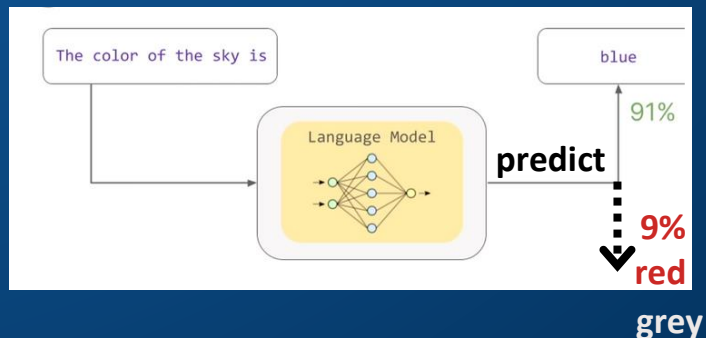 The color of the sky is
blue
91%
Language Model
predict
9%
red
grey